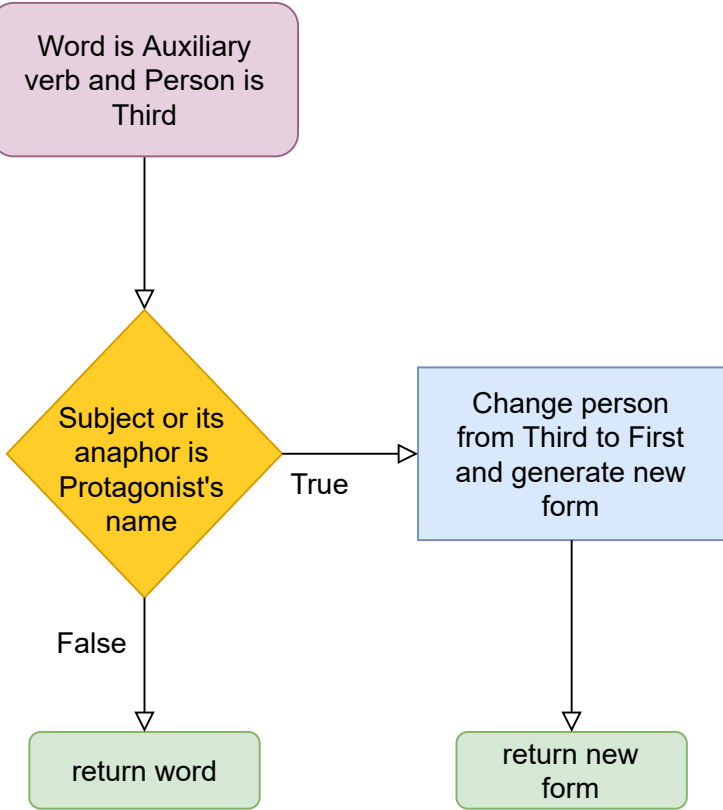 Word is Auxiliary
verb and Person is
Third
Subject or its
anaphor is
Protagonist's
name
True
Change person
from Third to First
and generate new
form
False
return word
return new
form